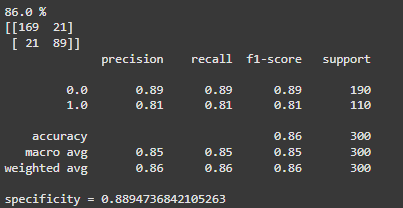 86.0 %
[[169  21]
 [ 21  89]]
              precision    recall  f1-score   support

         0.0       0.89      0.89      0.89       190
         1.0       0.81      0.81      0.81       110

    accuracy                           0.86       300
   macro avg       0.85      0.85      0.85       300
weighted avg       0.86      0.86      0.86       300

specificity = 0.8894736842105263